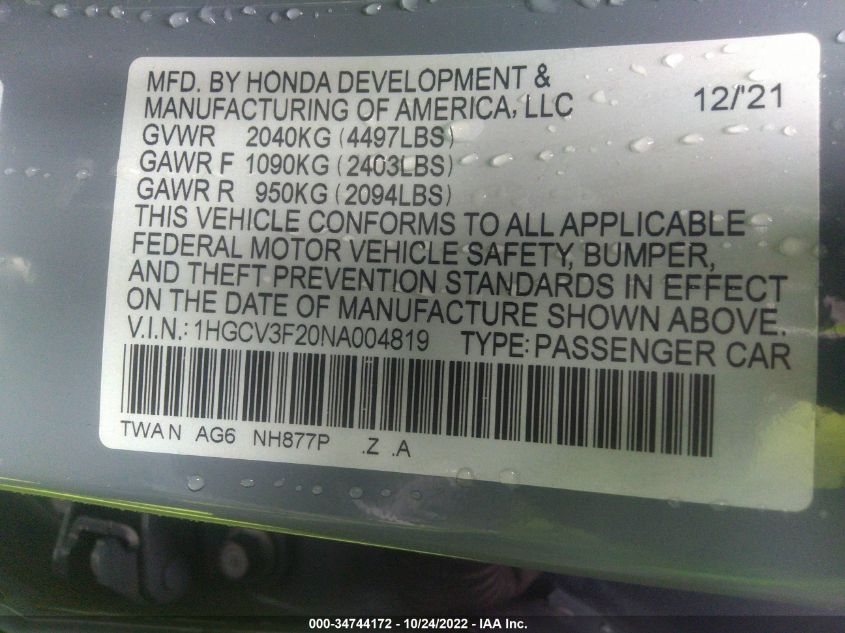 MFD. BY HONDA DEVELOPMENT &
MANUFACTURING OF AMERICA, LLC 12/'21
GVWR 2040KG (4497LBS)
GAWR F 1090KG (2403LBS)
GAWR R 950KG (2094LBS)
THIS VEHICLE CONFORMS TO ALL APPLICABLE
FEDERAL MOTOR VEHICLE SAFETY, BUMPER,
AND THEFT PREVENTION STANDARDS IN EFFECT
ON THE DATE OF MANUFACTURE SHOWN ABOVE.
V.I.N.: 1HGCV3F20NA004819 TYPE: PASSENGER CAR
TWA N AG6 NH877P .Z .A
000-34744172 - 10/24/2022 - IAA Inc.